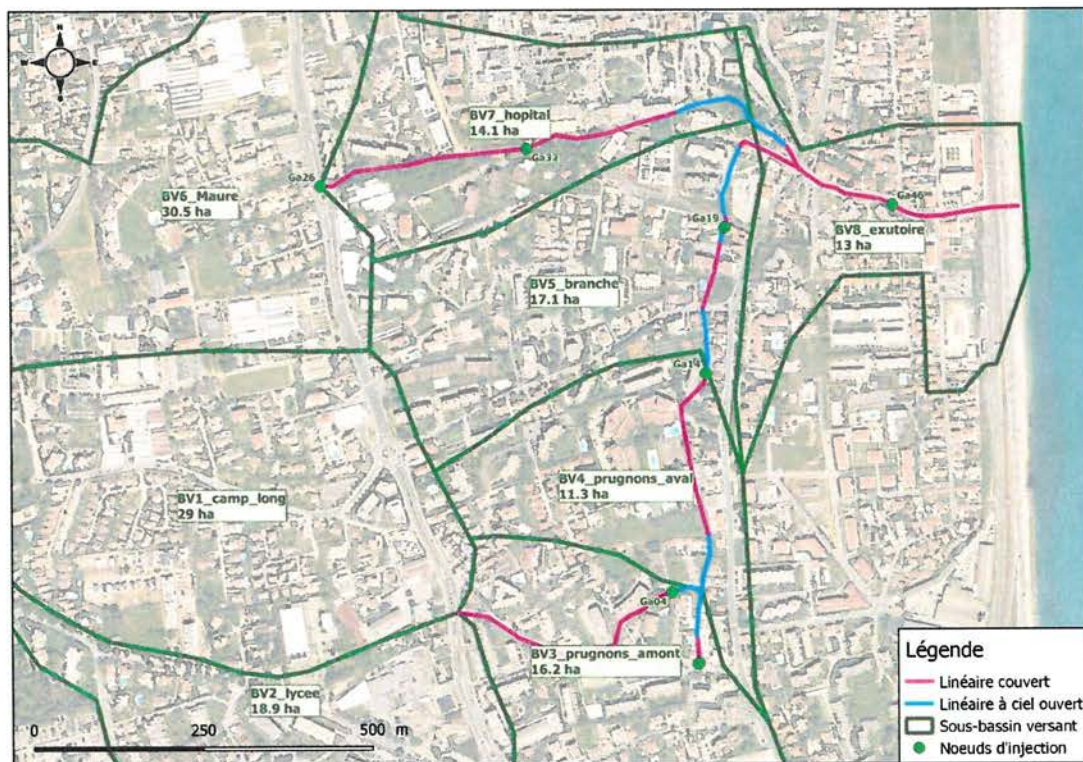 BV7_hopital
14.1 ha
Ga32
Ga26
BV6_Maure
30.5 ha
Ga46
Ga19
BV8_exutoire
13 ha
BV5_branche
17.1 ha
Ga14
BV4_prugnons_aval
11.3 ha
BV1_camp_long
29 ha
Ga04
BV3_prugnons_amont
16.2 ha
BV2_lycee
18.9 ha
0 250 500 m
Légende
Linéaire couvert
Linéaire à ciel ouvert
Sous-bassin versant
Noeuds d'injection